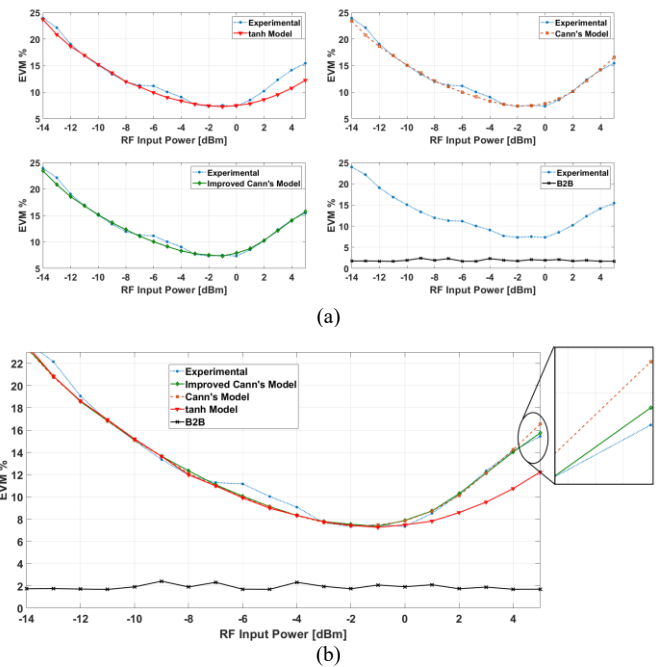 25
20
15
10
5
EVM %
-14 -12 -10 -8 -6 -4 -2 0 2 4
RF Input Power [dBm]
Experimental
tanh Model
25
20
15
10
5
EVM %
-14 -12 -10 -8 -6 -4 -2 0 2 4
RF Input Power [dBm]
Experimental
Cann's Model
25
20
15
10
5
EVM %
-14 -12 -10 -8 -6 -4 -2 0 2 4
RF Input Power [dBm]
Experimental
Improved Cann's Model
25
20
15
10
5
0
EVM %
-14 -12 -10 -8 -6 -4 -2 0 2 4
RF Input Power [dBm]
Experimental
B2B
(a)
22
20
18
16
14
12
10
8
6
4
2
0
EVM %
-14 -12 -10 -8 -6 -4 -2 0 2 4
RF Input Power [dBm]
Experimental
Improved Cann's Model
Cann's Model
tanh Model
B2B
(b)